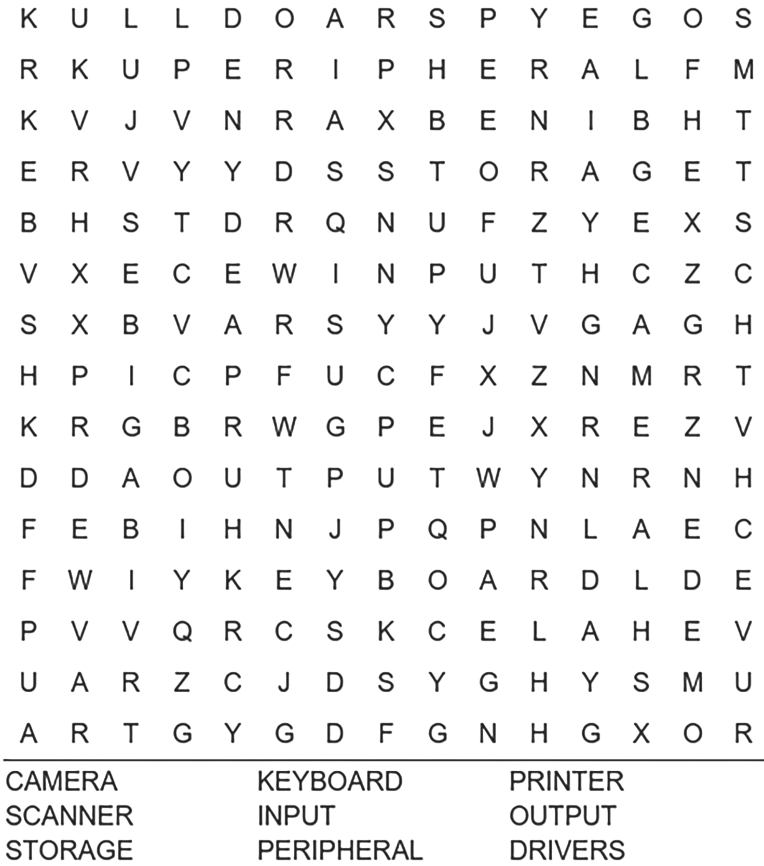 K U L L D O A R S P Y E G O S
R K U P E R I P H E R A L F M
K V J V N R A X B E N I B H T
E R V Y Y D S S T O R A G E T
B H S T D R Q N U F Z Y E X S
V X E C E W I N P U T H C Z C
S X B V A R S Y Y J V G A G H
H P I C P F U C F X Z N M R T
K R G B R W G P E J X R E Z V
D D A O U T P U T W Y N R N H
F E B I H N J P Q P N L A E C
F W I Y K E Y B O A R D L D E
P V V Q R C S K C E L A H E V
U A R Z C J D S Y G H Y S M U
A R T G Y G D F G N H G X O R
CAMERA KEYBOARD PRINTER
SCANNER INPUT OUTPUT
STORAGE PERIPHERAL DRIVERS